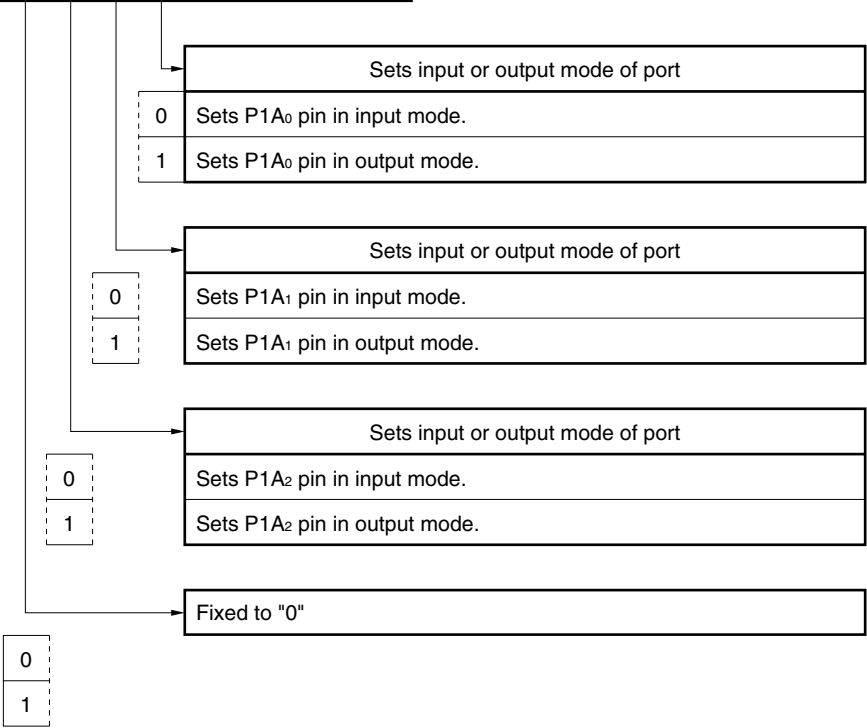 Sets input or output mode of port
0 Sets P1A₀ pin in input mode.
1 Sets P1A₀ pin in output mode.
Sets input or output mode of port
0 Sets P1A₁ pin in input mode.
1 Sets P1A₁ pin in output mode.
Sets input or output mode of port
0 Sets P1A₂ pin in input mode.
1 Sets P1A₂ pin in output mode.
Fixed to "0"
0
1